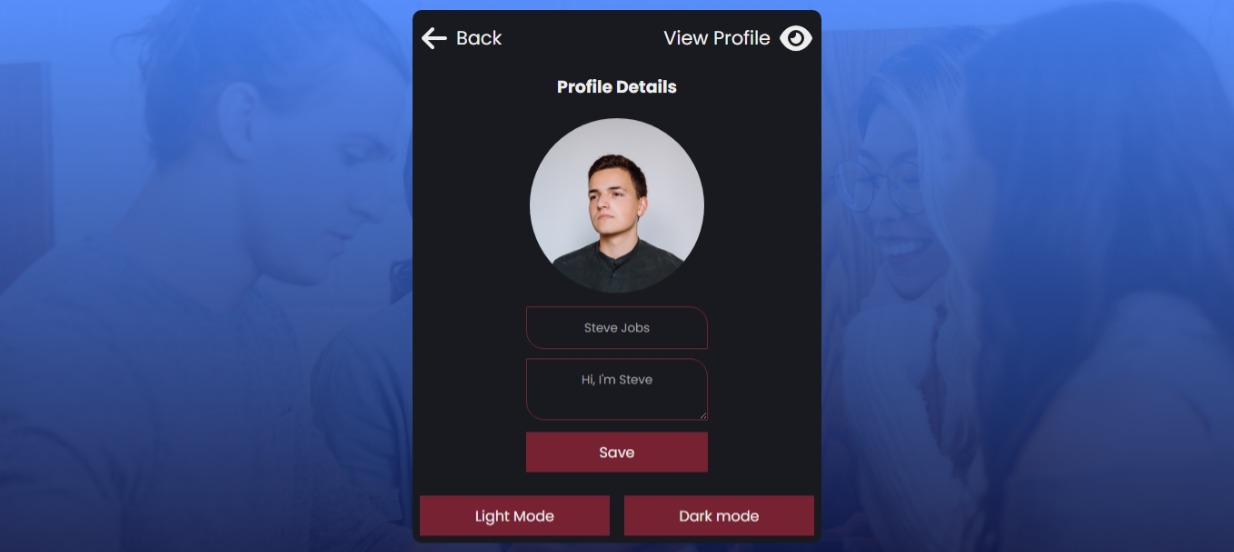 Back
View Profile
Profile Details
Steve Jobs
Hi, I'm Steve
Save
Light Mode
Dark mode